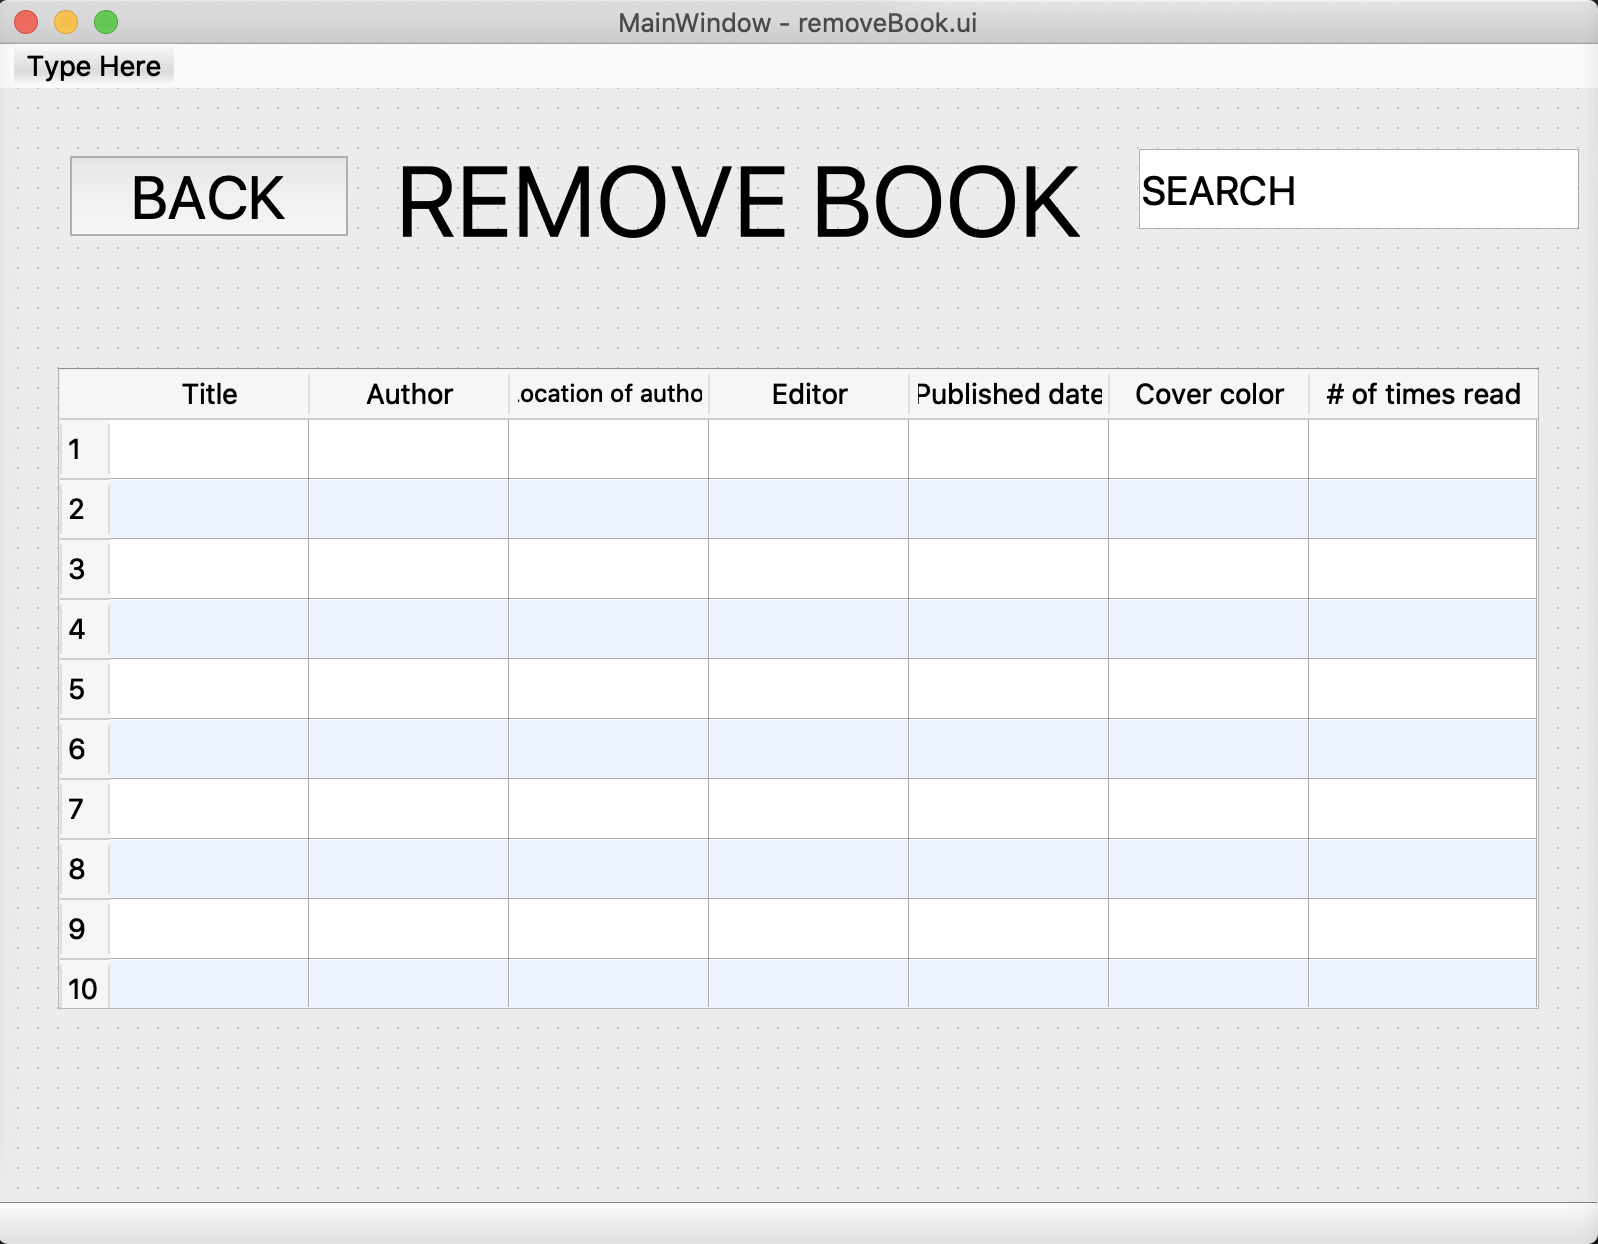 MainWindow - removeBook.ui
Type Here
BACK REMOVE BOOK SEARCH
Title Author ocation of autho Editor Published date Cover color # of times read
1
2
3
4
5
6
7
8
9
10